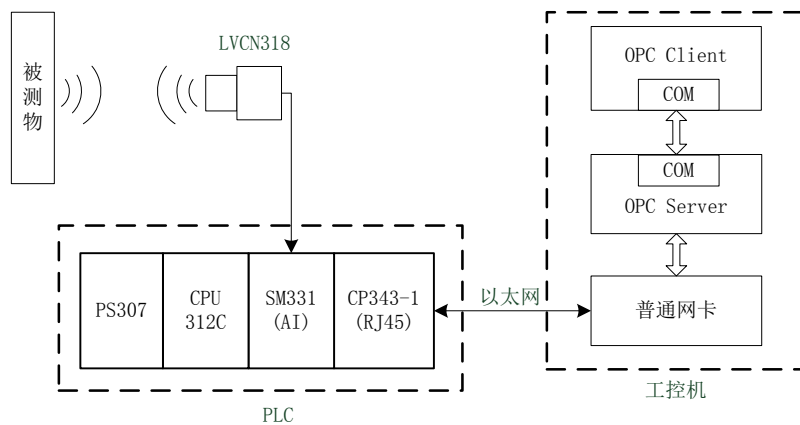 被
测
物
LVCN318
OPC Client
COM
COM
OPC Server
普通网卡
工控机
PS307
CPU
312C
SM331
(AI)
CP343-1
(RJ45)
以太网
PLC